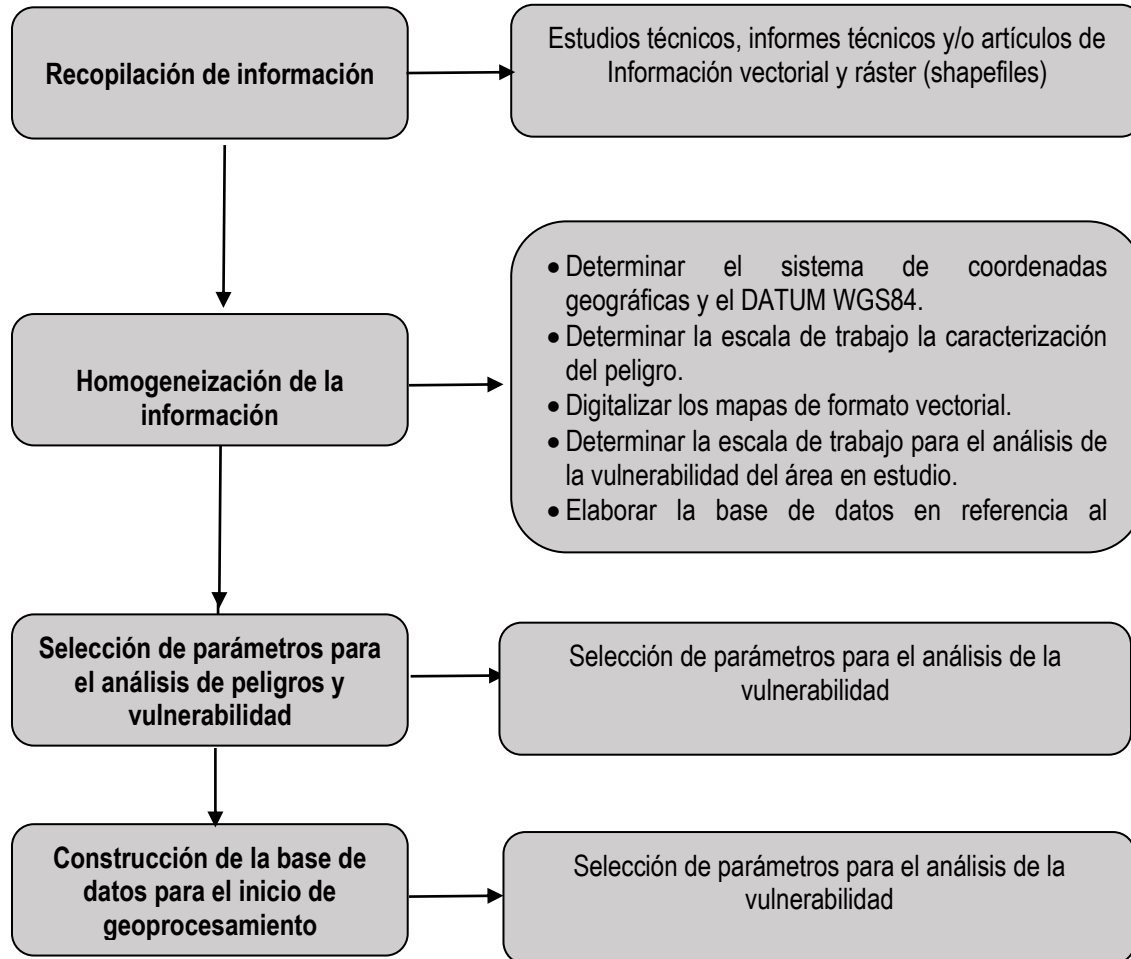 Recopilación de información
Estudios técnicos, informes técnicos y/o artículos de
Información vectorial y ráster (shapefiles)
Homogeneización de la
información
• Determinar el sistema de coordenadas
geográficas y el DATUM WGS84.
• Determinar la escala de trabajo la caracterización
del peligro.
• Digitalizar los mapas de formato vectorial.
• Determinar la escala de trabajo para el análisis de
la vulnerabilidad del área en estudio.
• Elaborar la base de datos en referencia al
Selección de parámetros para
el análisis de peligros y
vulnerabilidad
Selección de parámetros para el análisis de la
vulnerabilidad
Construcción de la base de
datos para el inicio de
geoprocesamiento
Selección de parámetros para el análisis de la
vulnerabilidad